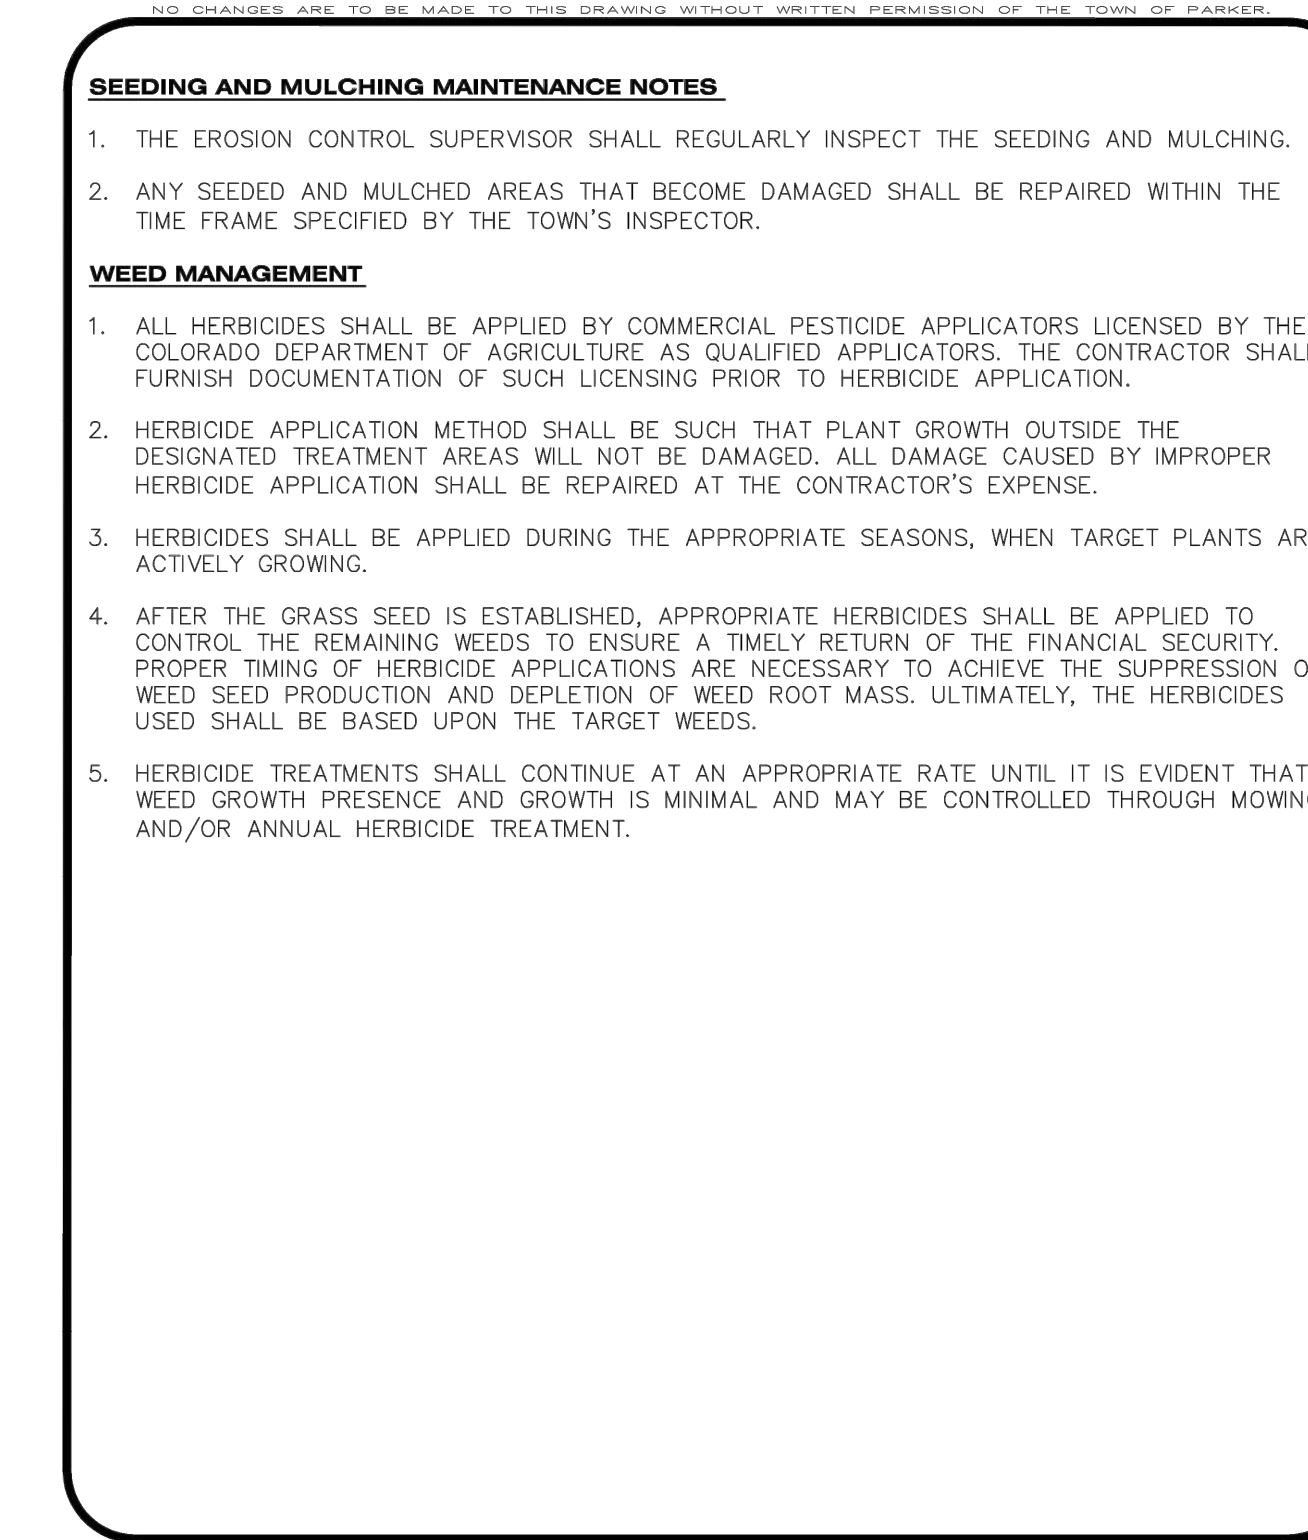 NO CHANGES ARE TO BE MADE TO THIS DRAWING WITHOUT WRITTEN PERMISSION OF THE TOWN OF PARKER.
SEEDING AND MULCHING MAINTENANCE NOTES
1. THE EROSION CONTROL SUPERVISOR SHALL REGULARLY INSPECT THE SEEDING AND MULCHING.
2. ANY SEEDED AND MULCHED AREAS THAT BECOME DAMAGED SHALL BE REPAIRED WITHIN THE
TIME FRAME SPECIFIED BY THE TOWN'S INSPECTOR.
WEED MANAGEMENT
1. ALL HERBICIDES SHALL BE APPLIED BY COMMERCIAL PESTICIDE APPLICATORS LICENSED BY THE
COLORADO DEPARTMENT OF AGRICULTURE AS QUALIFIED APPLICATORS. THE CONTRACTOR SHALL
FURNISH DOCUMENTATION OF SUCH LICENSING PRIOR TO HERBICIDE APPLICATION.
2. HERBICIDE APPLICATION METHOD SHALL BE SUCH THAT PLANT GROWTH OUTSIDE THE
DESIGNATED TREATMENT AREAS WILL NOT BE DAMAGED. ALL DAMAGE CAUSED BY IMPROPER
HERBICIDE APPLICATION SHALL BE REPAIRED AT THE CONTRACTOR'S EXPENSE.
3. HERBICIDES SHALL BE APPLIED DURING THE APPROPRIATE SEASONS, WHEN TARGET PLANTS AR
ACTIVELY GROWING.
4. AFTER THE GRASS SEED IS ESTABLISHED, APPROPRIATE HERBICIDES SHALL BE APPLIED TO
CONTROL THE REMAINING WEEDS TO ENSURE A TIMELY RETURN OF THE FINANCIAL SECURITY.
PROPER TIMING OF HERBICIDE APPLICATIONS ARE NECESSARY TO ACHIEVE THE SUPPRESSION O
WEED SEED PRODUCTION AND DEPLETION OF WEED ROOT MASS. ULTIMATELY, THE HERBICIDES
USED SHALL BE BASED UPON THE TARGET WEEDS.
5. HERBICIDE TREATMENTS SHALL CONTINUE AT AN APPROPRIATE RATE UNTIL IT IS EVIDENT THAT
WEED GROWTH PRESENCE AND GROWTH IS MINIMAL AND MAY BE CONTROLLED THROUGH MOWING
AND/OR ANNUAL HERBICIDE TREATMENT.